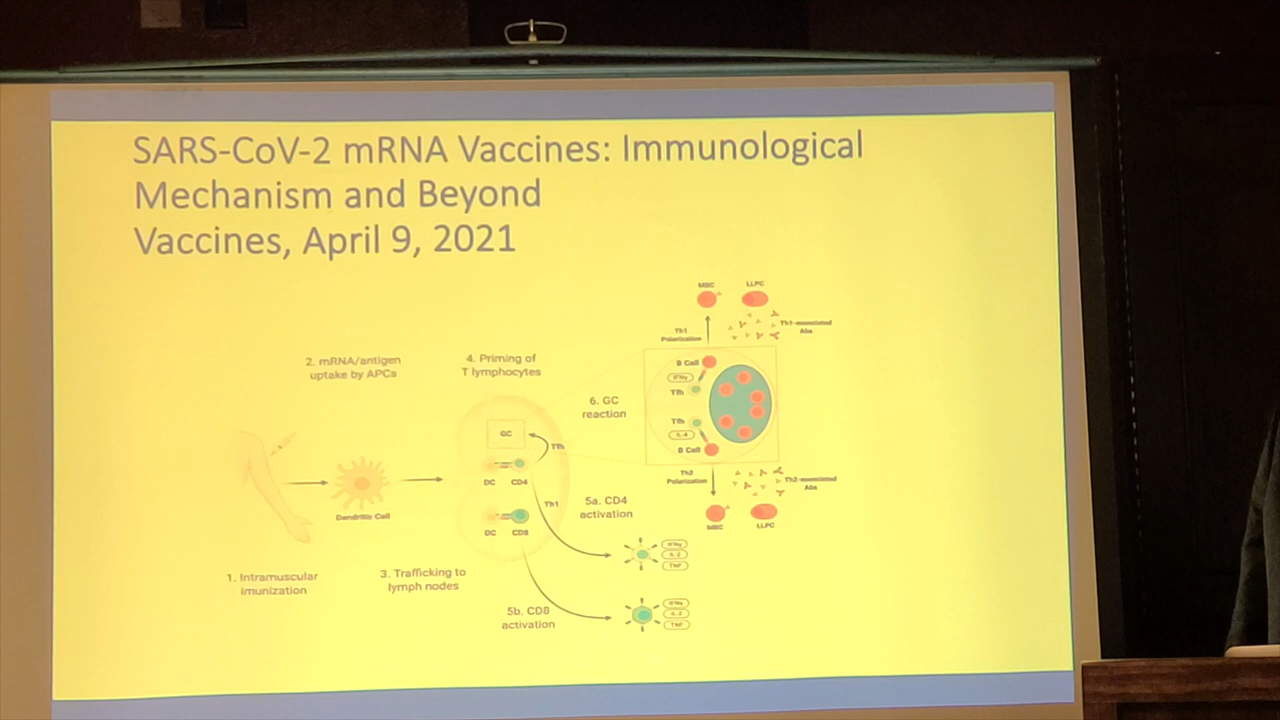 SARS-CoV-2 mRNA Vaccines: Immunological
Mechanism and Beyond
Vaccines, April 9, 2021
MBC
LLPC
Th1
Polarization
Th1-associated
Abs
2. mRNA/antigen
uptake by APCs
4. Priming of
T lymphocytes
B Cell
IFNγ
Tfh
6. GC
reaction
Tfh
IL-4
B Cell
GC
Tfh
DC
CD4
Th2
Polarization
Th2-associated
Abs
Dendritic Cell
Th1
5a. CD4
activation
DC
CD8
MBC
LLPC
IFNγ
IL-2
TNF
1. Intramuscular
imunization
3. Trafficking to
lymph nodes
5b. CD8
activation
IFNγ
IL-2
TNF